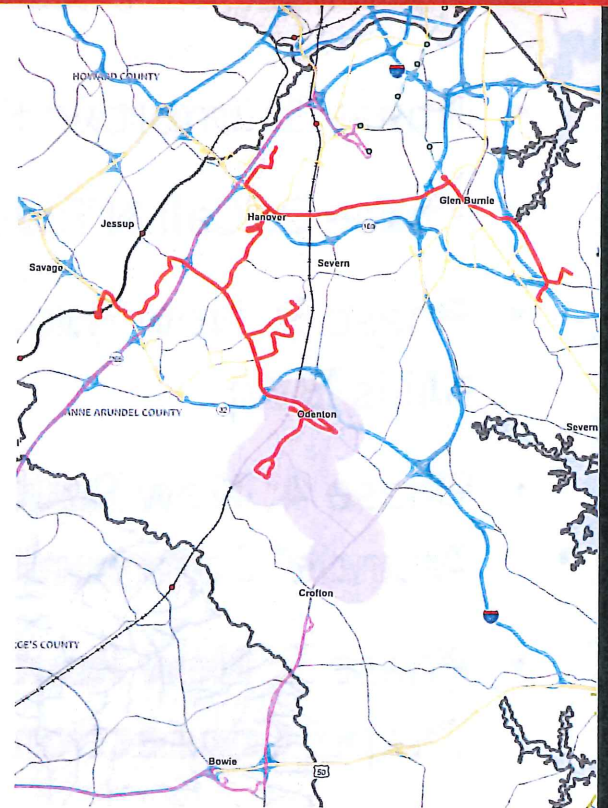 HOWARD COUNTY
Glen Burnie
Hanover
Jessup
100
Severn
Savage
ANNE ARUNDEL COUNTY
32
Odenton
Severn
Crofton
GE'S COUNTY
Bowie
50